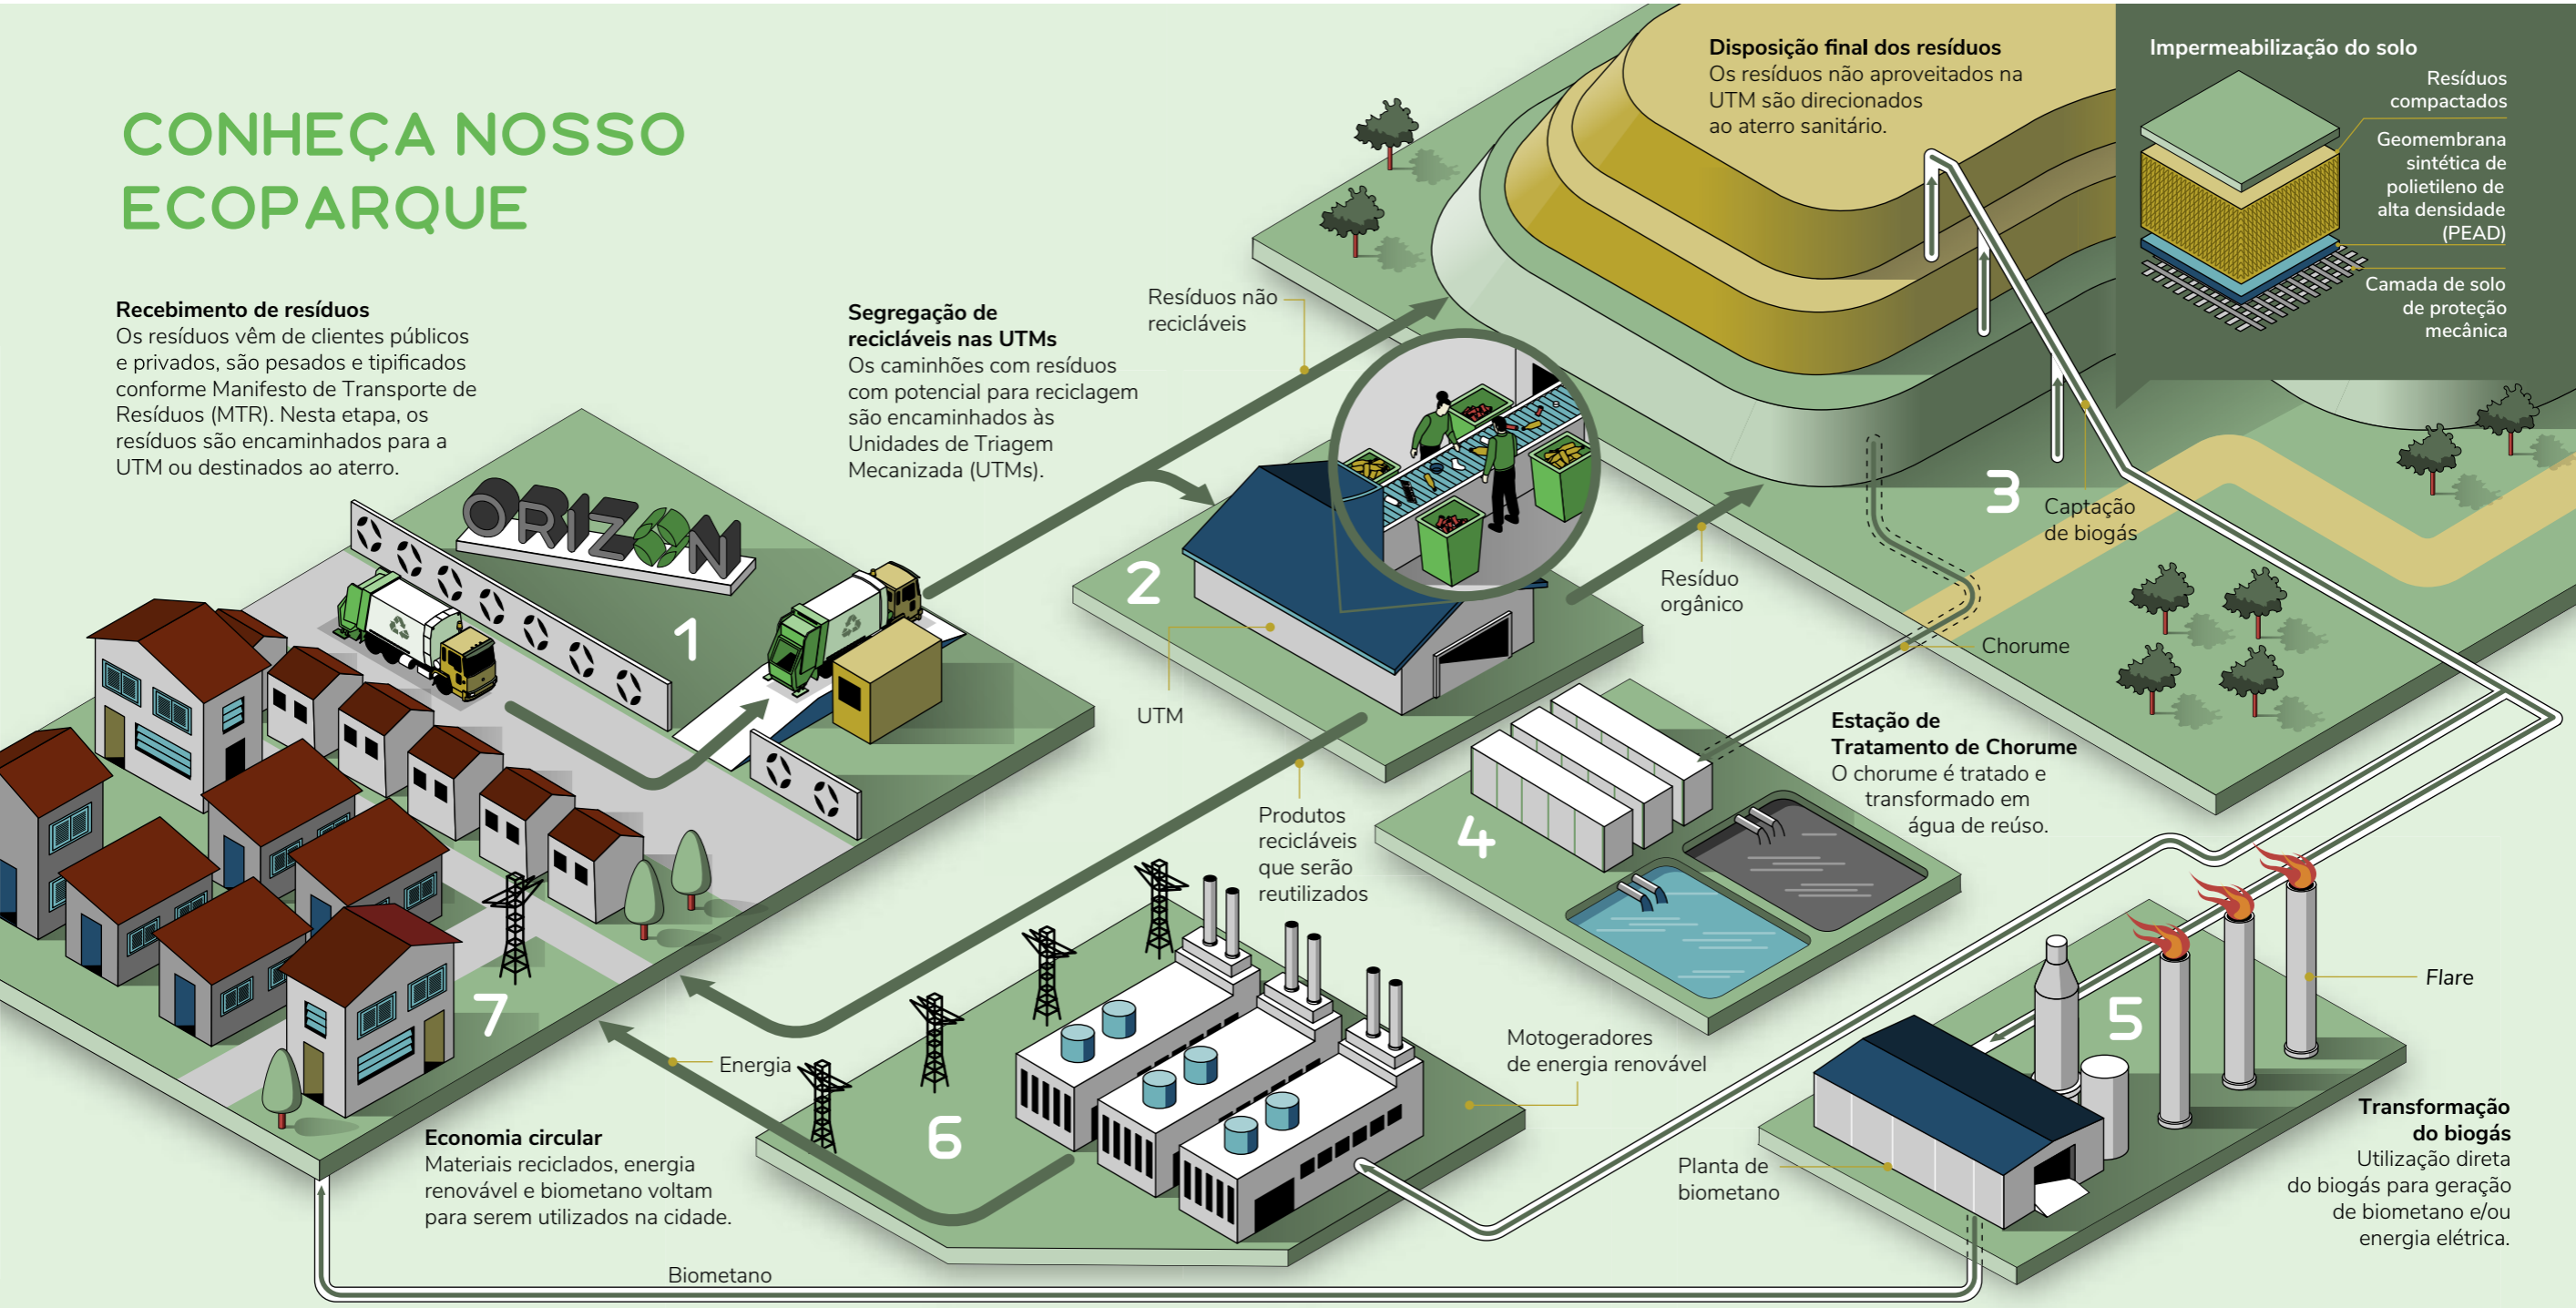 CONHEÇA NOSSO
ECOPARQUE
Recebimento de resíduos
Os resíduos vêm de clientes públicos
e privados, são pesados e tipificados
conforme Manifesto de Transporte de
Resíduos (MTR). Nesta etapa, os
resíduos são encaminhados para a
UTM ou destinados ao aterro.
ORIZON
1
Segregação de
recicláveis nas UTMs
Os caminhões com resíduos
com potencial para reciclagem
são encaminhados às
Unidades de Triagem
Mecanizada (UTMs).
Resíduos não
recicláveis
2
UTM
Resíduo
orgânico
Produtos
recicláveis
que serão
reutilizados
Disposição final dos resíduos
Os resíduos não aproveitados na
UTM são direcionados
ao aterro sanitário.
Impermeabilização do solo
Resíduos
compactados
Geomembrana
sintética de
polietileno de
alta densidade
(PEAD)
Camada de solo
de proteção
mecânica
3
Captação
de biogás
Chorume
Estação de
Tratamento de Chorume
O chorume é tratado e
transformado em
água de reúso.
4
5
Flare
Planta de
biometano
Transformação
do biogás
Utilização direta
do biogás para geração
de biometano e/ou
energia elétrica.
Motogeradores
de energia renovável
6
Energia
7
Economia circular
Materiais reciclados, energia
renovável e biometano voltam
para serem utilizados na cidade.
Biometano